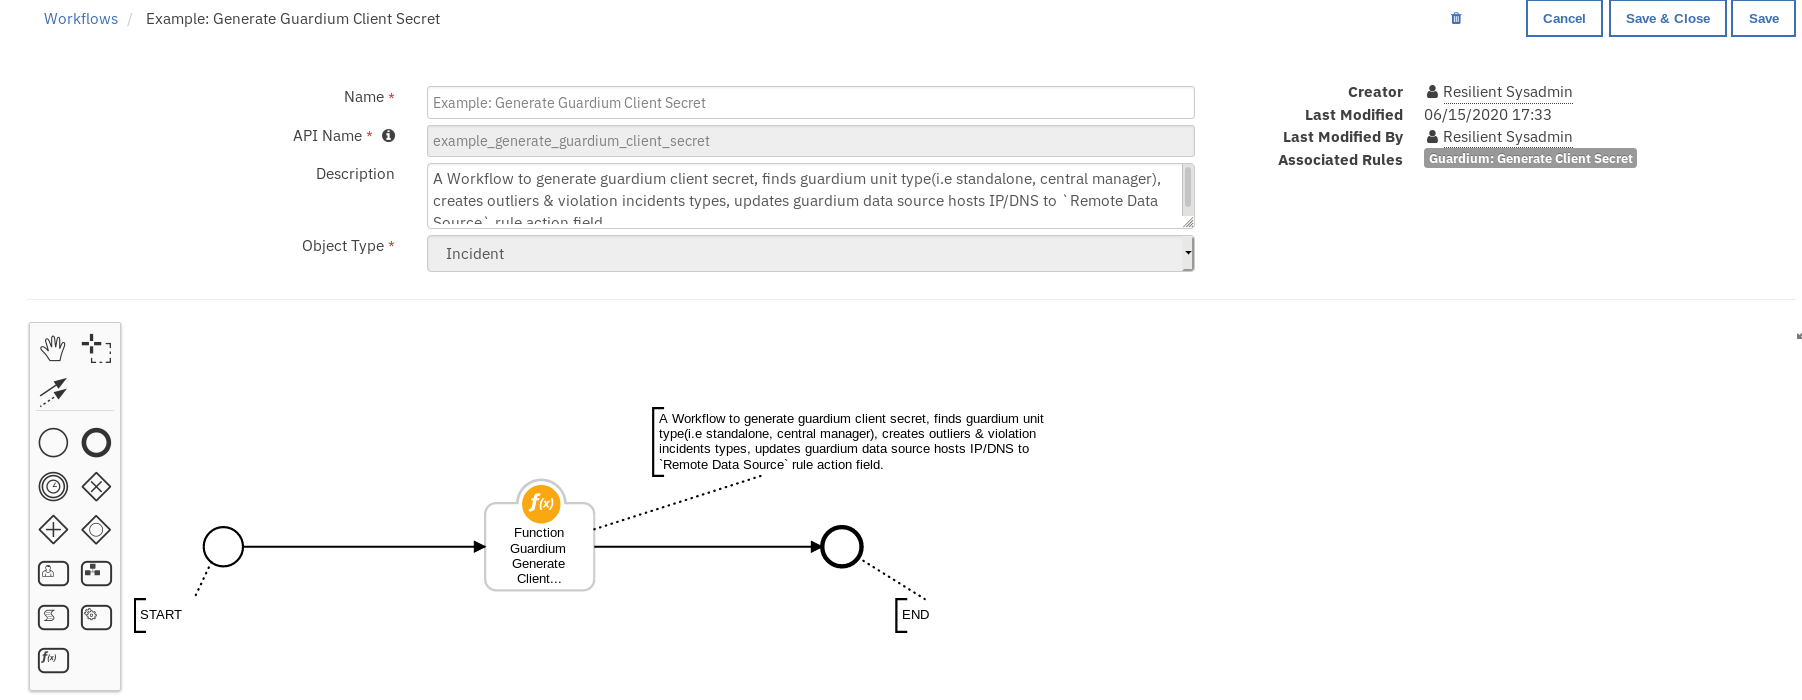 Workflows / Example: Generate Guardium Client Secret
Cancel
Save & Close
Save
Name *
Example: Generate Guardium Client Secret
API Name *
example_generate_guardium_client_secret
Description
A Workflow to generate guardium client secret, finds guardium unit type(i.e standalone, central manager),
creates outliers & violation incidents types, updates guardium data source hosts IP/DNS to `Remote Data
Source` rule action field.
Object Type *
Incident
Creator
Resilient Sysadmin
Last Modified
06/15/2020 17:33
Last Modified By
Resilient Sysadmin
Associated Rules
Guardium: Generate Client Secret
A Workflow to generate guardium client secret, finds guardium unit
type(i.e standalone, central manager), creates outliers & violation
incidents types, updates guardium data source hosts IP/DNS to
`Remote Data Source` rule action field.
f(x)
Function
Guardium
Generate
Client...
START
END
f(x)